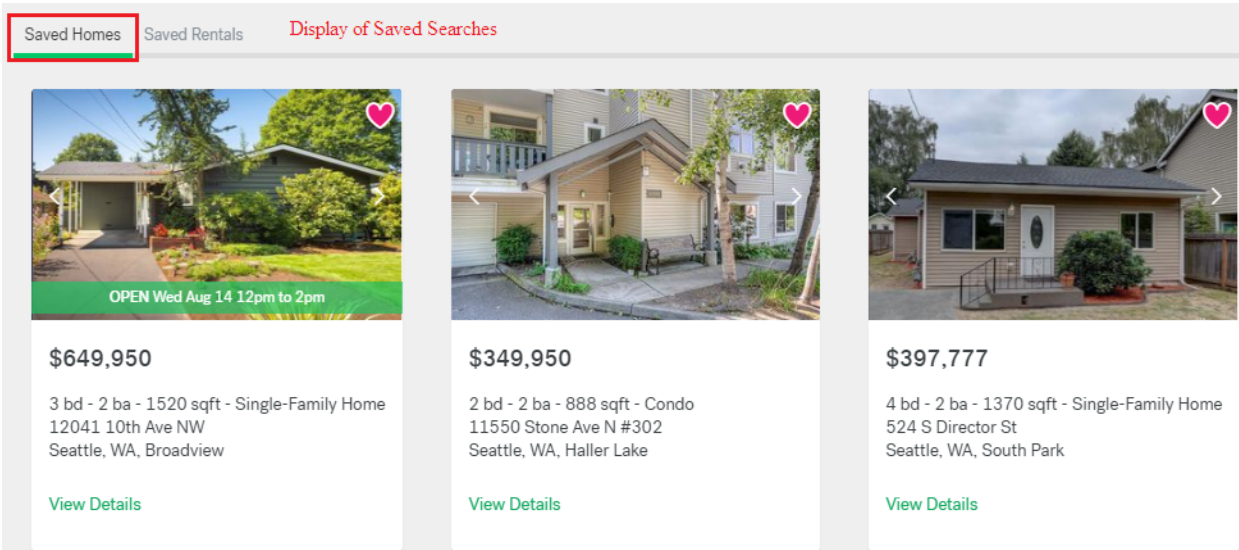 Saved Homes Saved Rentals Display of Saved Searches
OPEN Wed Aug 14 12pm to 2pm
$649,950
3 bd - 2 ba - 1520 sqft - Single-Family Home
12041 10th Ave NW
Seattle, WA, Broadview
View Details
$349,950
2 bd - 2 ba - 888 sqft - Condo
11550 Stone Ave N #302
Seattle, WA, Haller Lake
View Details
$397,777
4 bd - 2 ba - 1370 sqft - Single-Family Home
524 S Director St
Seattle, WA, South Park
View Details